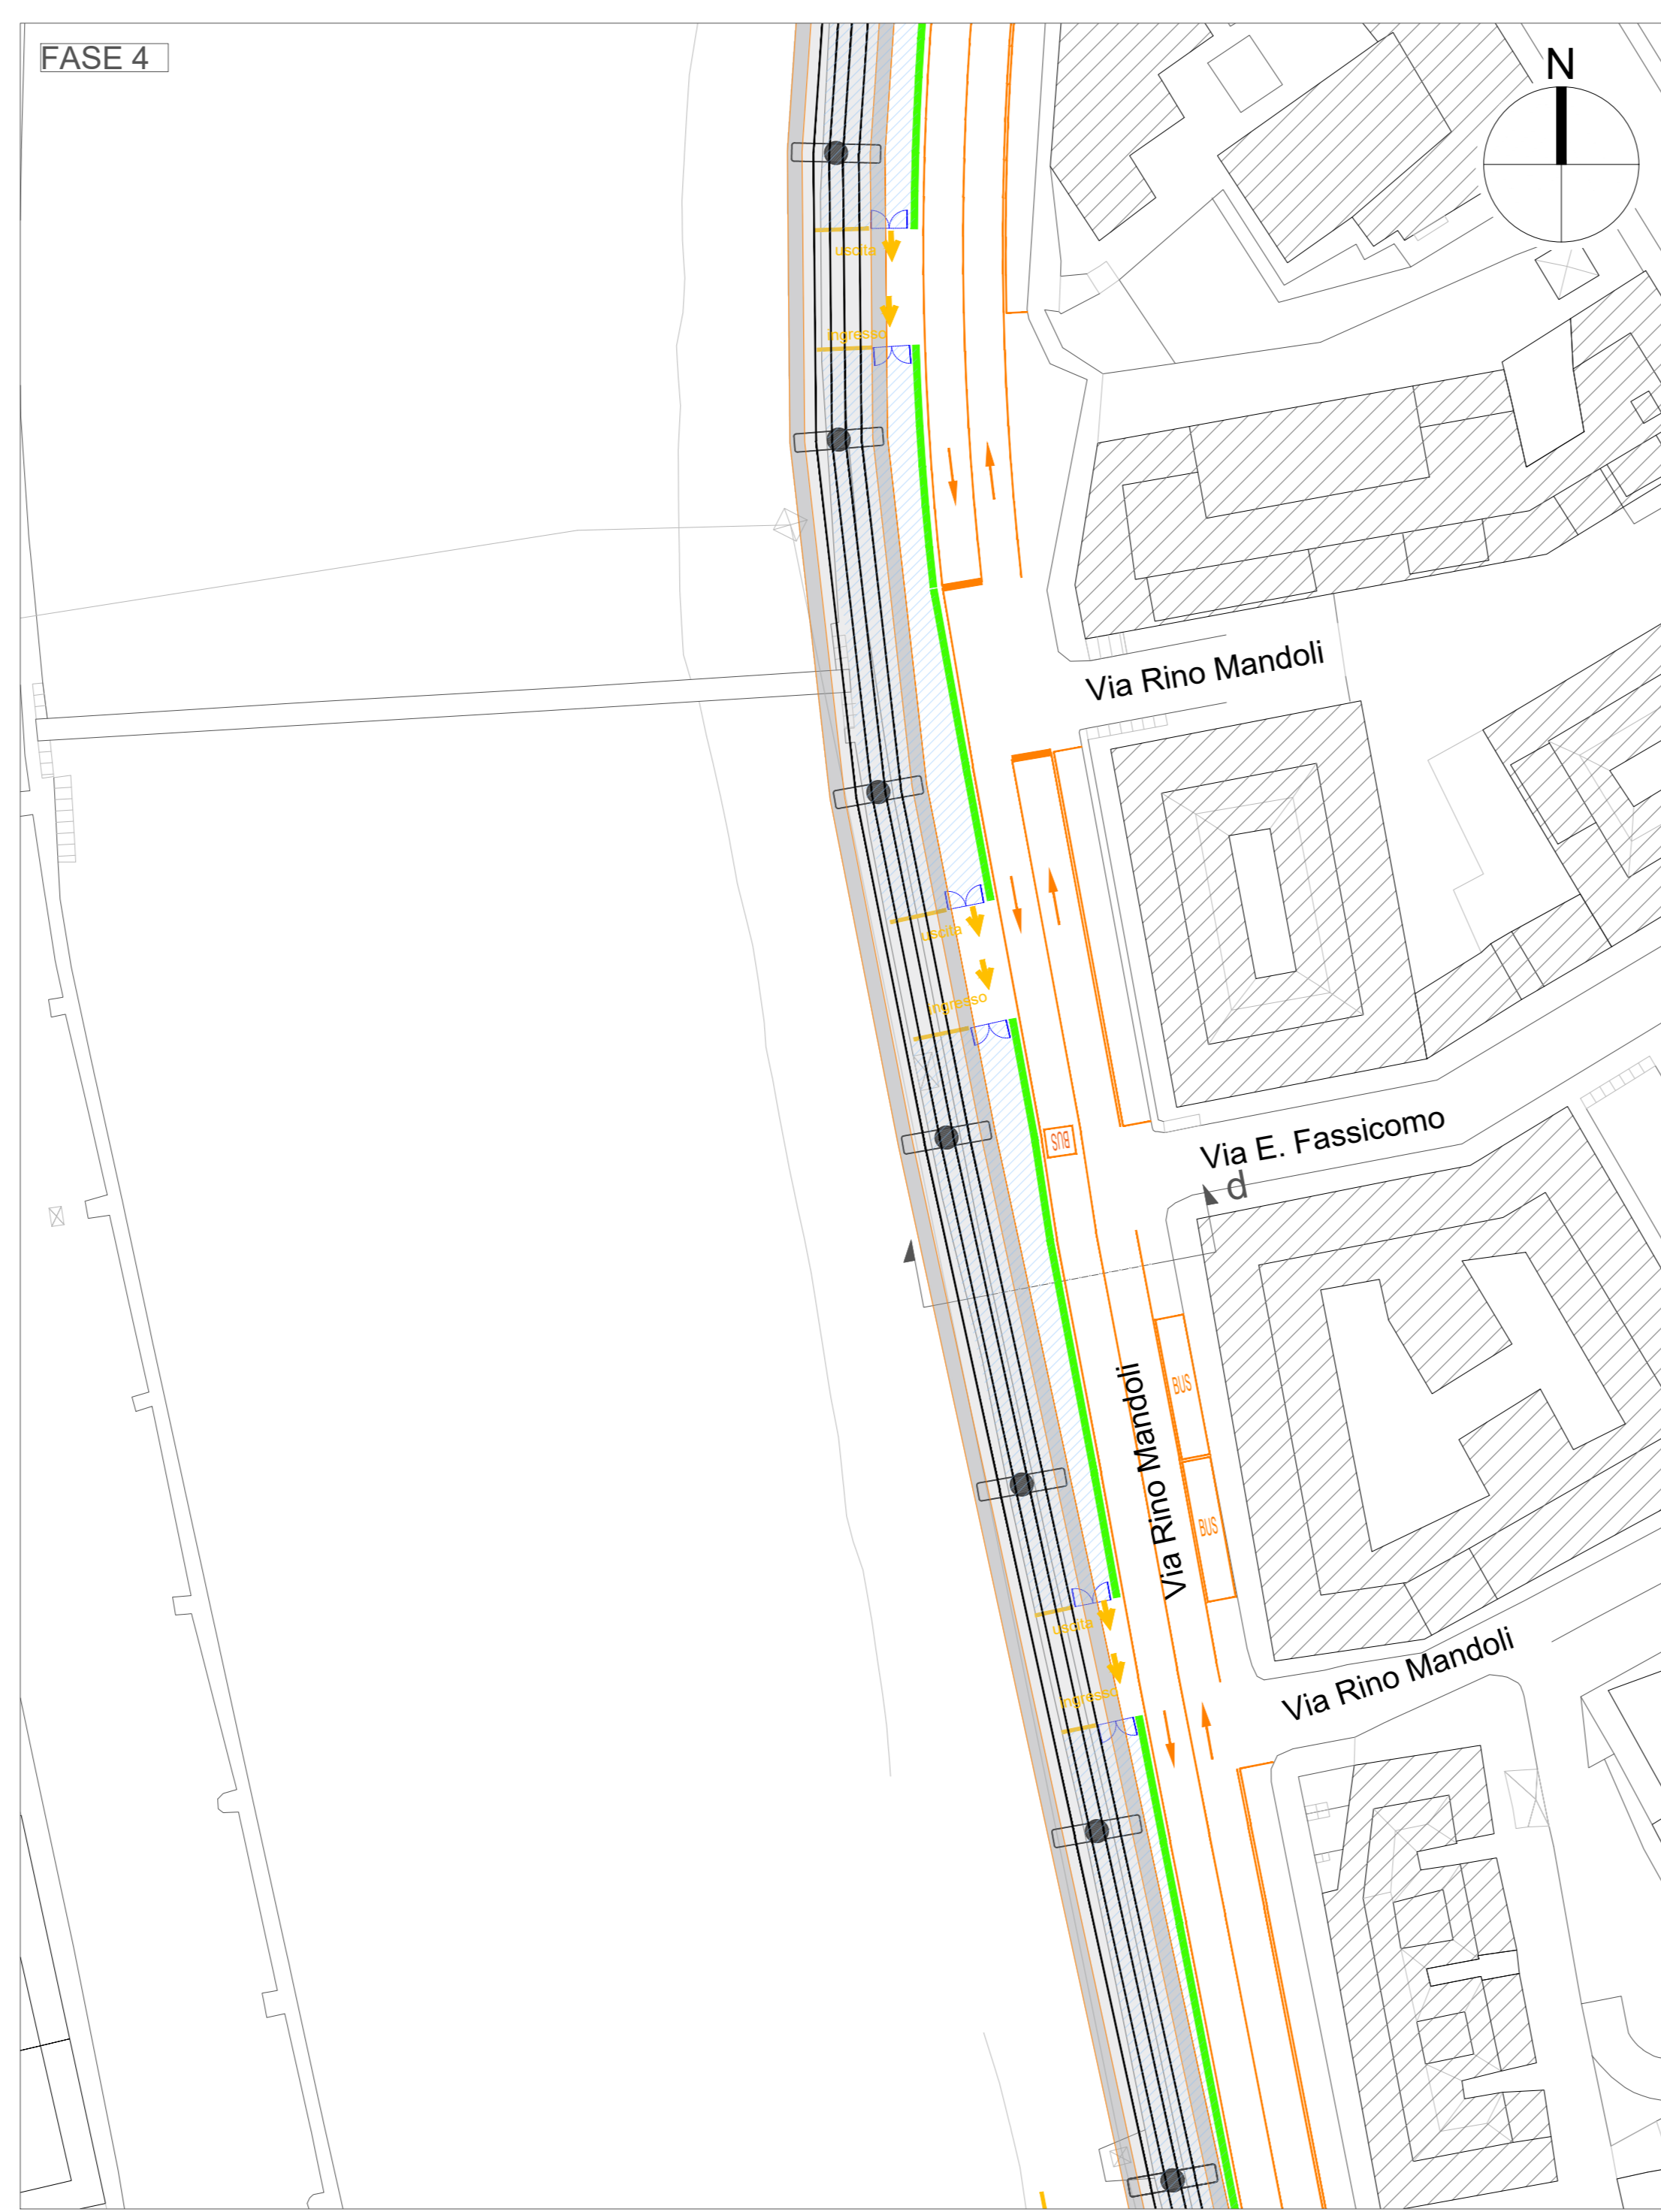 FASE 4
N
uscita
ingresso
Via Rino Mandoli
uscita
ingresso
BUS
Via E. Fassicomo
d
BUS
Via Rino Mandoli
BUS
uscita
Via Rino Mandoli
ingresso